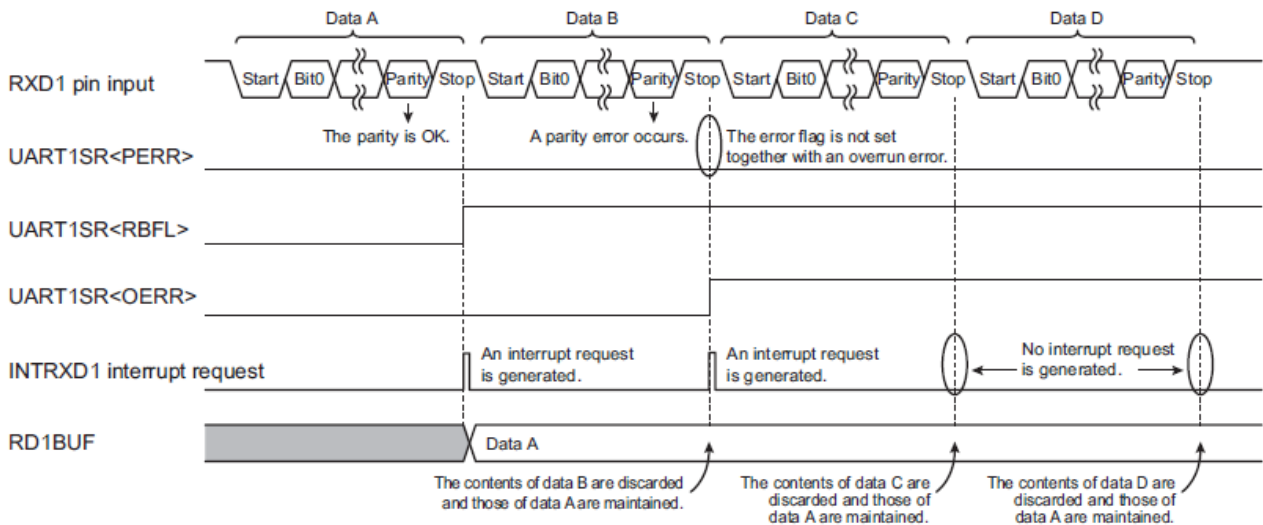 Data A
Data B
Data C
Data D
RXD1 pin input
Start
Bit0
Parity
Stop
Start
Bit0
Parity
Stop
Start
Bit0
Parity
Stop
Start
Bit0
Parity
Stop
The parity is OK.
A parity error occurs.
The error flag is not set
together with an overrun error.
UART1SR<PERR>
UART1SR<RBFL>
UART1SR<OERR>
INTRXD1 interrupt request
An interrupt request
is generated.
An interrupt request
is generated.
No interrupt request
is generated.
RD1BUF
Data A
The contents of data B are discarded
and those of data A are maintained.
The contents of data C are
discarded and those of
data A are maintained.
The contents of data D are
discarded and those of
data A are maintained.